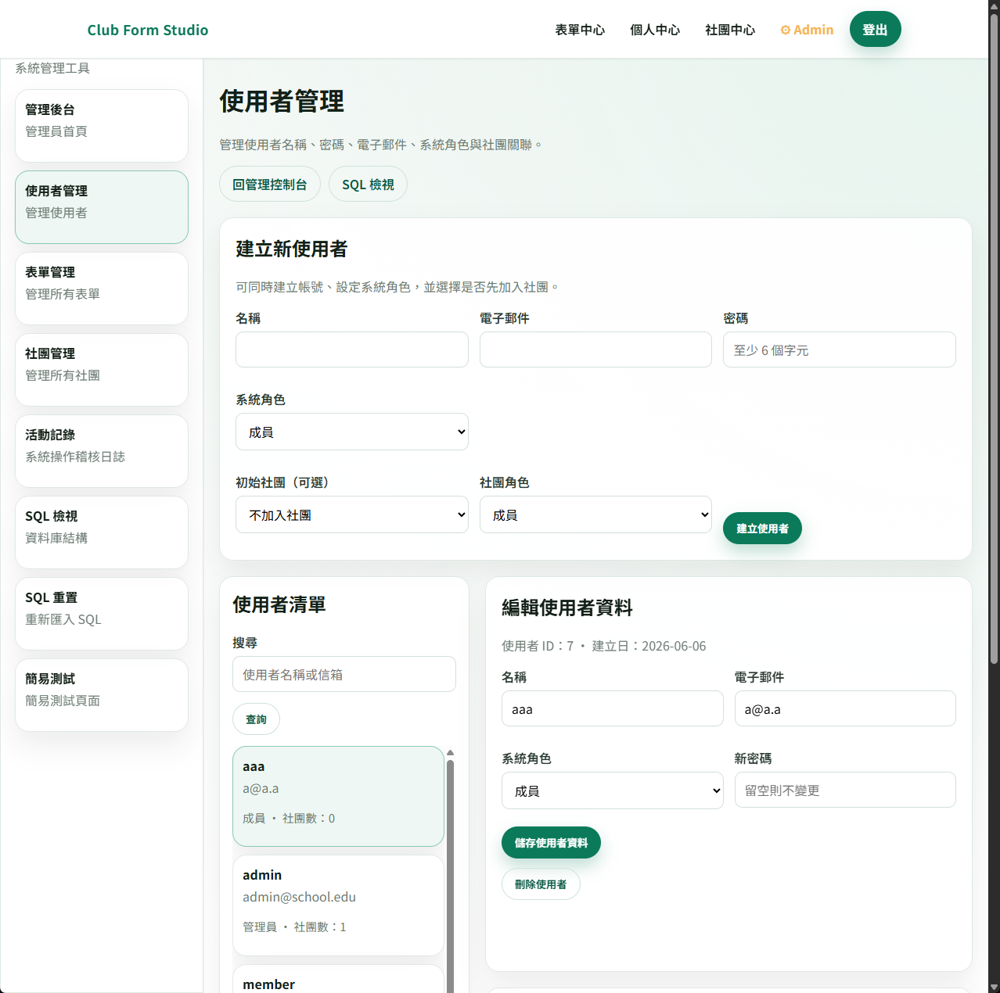 Club Form Studio
表單中心
個人中心
社團中心
⚙ Admin
登出
系統管理工具
管理後台
管理員首頁
使用者管理
管理使用者
表單管理
管理所有表單
社團管理
管理所有社團
活動記錄
系統操作稽核日誌
SQL 檢視
資料庫結構
SQL 重置
重新匯入 SQL
簡易測試
簡易測試頁面
使用者管理
管理使用者名稱、密碼、電子郵件、系統角色與社團關聯。
回管理控制台
SQL 檢視
建立新使用者
可同時建立帳號、設定系統角色，並選擇是否先加入社團。
名稱
電子郵件
密碼
至少 6 個字元
系統角色
成員
初始社團（可選）
社團角色
不加入社團
成員
建立使用者
使用者清單
搜尋
使用者名稱或信箱
查詢
aaa
a@a.a
成員 · 社團數：0
admin
admin@school.edu
管理員 · 社團數：1
member
編輯使用者資料
使用者 ID：7 · 建立日：2026-06-06
名稱
電子郵件
aaa
a@a.a
系統角色
新密碼
成員
留空則不變更
儲存使用者資料
刪除使用者